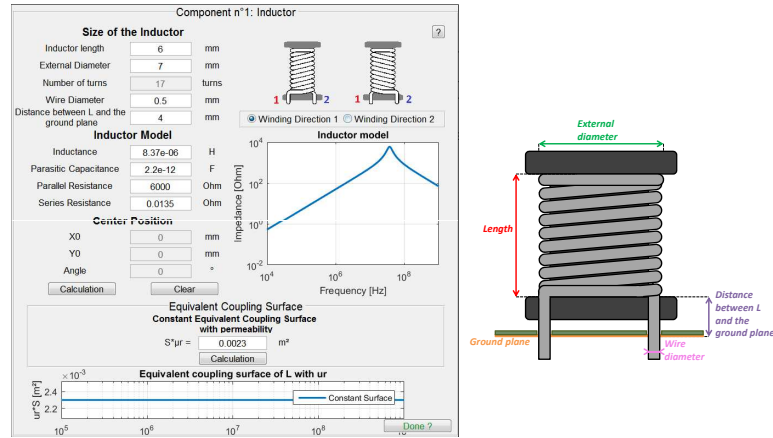 Component n°1: Inductor
Size of the Inductor
?
Inductor length 6 mm
External Diameter 7 mm
Number of turns 17 turns
Wire Diameter 0.5 mm
Distance between L and the ground plane 4 mm
1 2 1 2
Winding Direction 1 Winding Direction 2
Inductor Model
Inductance 8.37e-06 H
Parasitic Capacitance 2.2e-12 F
Parallel Resistance 6000 Ohm
Series Resistance 0.0135 Ohm
Center Position
X0 0 mm
Y0 0 mm
Angle 0 °
Calculation Clear
Inductor model
Impedance [Ohm]
10^4
10^2
10^0
10^-2
10^4 10^6 10^8
Frequency [Hz]
Equivalent Coupling Surface
Constant Equivalent Coupling Surface
with permeability
S*μr = 0.0023 m²
Calculation
Equivalent coupling surface of L with ur
×10^-3
ur*S [m²]
2.4
2.2
Constant Surface
10^5 10^6 10^7 10^8
Done ?
External
diameter
Length
Distance
between L
and the
ground plane
Ground plane
Wire
diameter